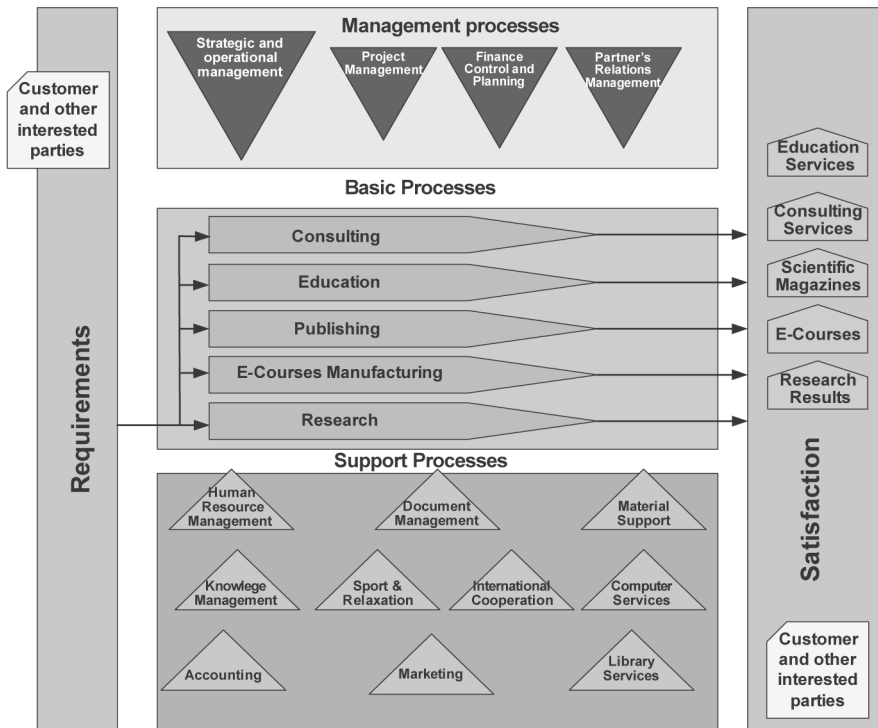 Management processes
Strategic and
operational
management
Project
Management
Finance
Control and
Planning
Partner's
Relations
Management
Customer
and other
interested
parties
Requirements
Basic Processes
Consulting
Education
Publishing
E-Courses Manufacturing
Research
Support Processes
Human
Resource
Management
Document
Management
Material
Support
Knowlege
Management
Sport &
Relaxation
International
Cooperation
Computer
Services
Accounting
Marketing
Library
Services
Education
Services
Consulting
Services
Scientific
Magazines
E-Courses
Research
Results
Satisfaction
Customer
and other
interested
parties